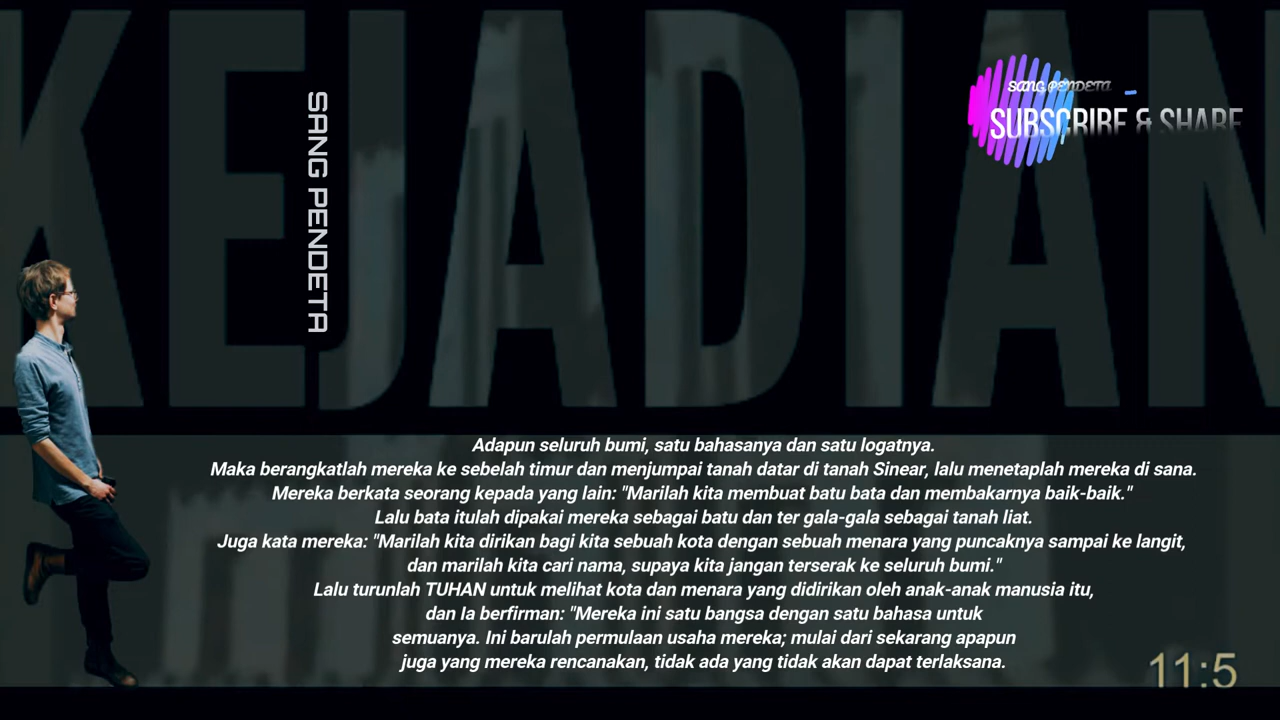 KEJADIAN
SANG PENDETA
SANG PENDETA
SUBSCRIBE & SHARE
Adapun seluruh bumi, satu bahasanya dan satu logatnya.
Maka berangkatlah mereka ke sebelah timur dan menjumpai tanah datar di tanah Sinear, lalu menetaplah mereka di sana.
Mereka berkata seorang kepada yang lain: "Marilah kita membuat batu bata dan membakarnya baik-baik."
Lalu bata itulah dipakai mereka sebagai batu dan ter gala-gala sebagai tanah liat.
Juga kata mereka: "Marilah kita dirikan bagi kita sebuah kota dengan sebuah menara yang puncaknya sampai ke langit,
dan marilah kita cari nama, supaya kita jangan terserak ke seluruh bumi."
Lalu turunlah TUHAN untuk melihat kota dan menara yang didirikan oleh anak-anak manusia itu,
dan Ia berfirman: "Mereka ini satu bangsa dengan satu bahasa untuk
semuanya. Ini barulah permulaan usaha mereka; mulai dari sekarang apapun
juga yang mereka rencanakan, tidak ada yang tidak akan dapat terlaksana.
11:5